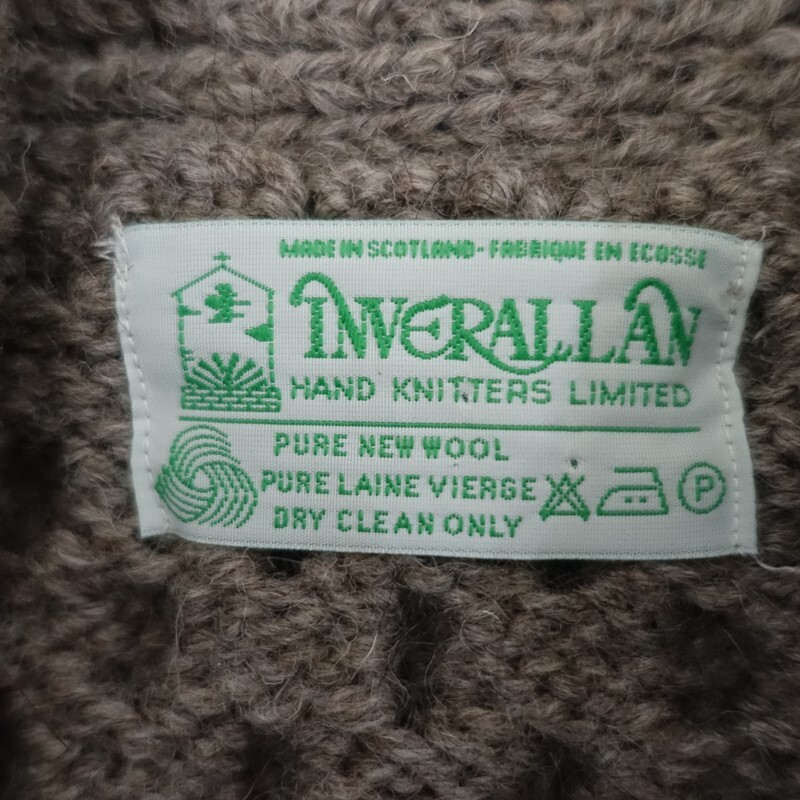 MADE IN SCOTLAND - FABRIQUE EN ECOSSE
INVERALLAN
HAND KNITTERS LIMITED
PURE NEW WOOL
PURE LAINE VIERGE
DRY CLEAN ONLY
P